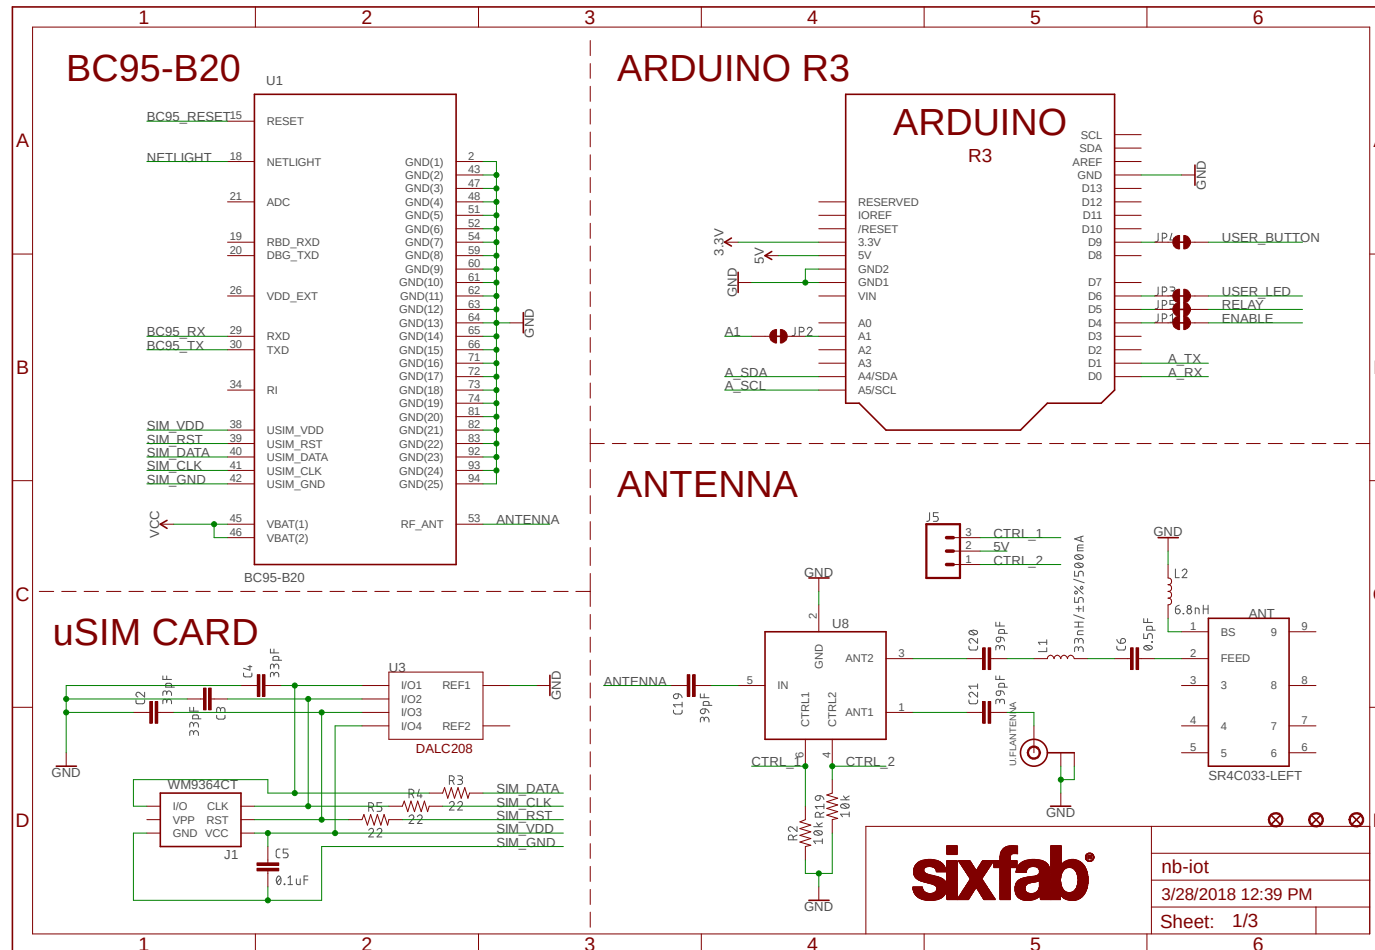 1 2 3 4 5 6
A
B
C
D
BC95-B20
U1
BC95_RESET 15 RESET
NETLIGHT 18 NETLIGHT
21 ADC
19 RBD_RXD
20 DBG_TXD
26 VDD_EXT
BC95_RX 29 RXD
BC95_TX 30 TXD
34 RI
SIM_VDD 38 USIM_VDD
SIM_RST 39 USIM_RST
SIM_DATA 40 USIM_DATA
SIM_CLK 41 USIM_CLK
SIM_GND 42 USIM_GND
VCC 45 VBAT(1)
46 VBAT(2)
GND(1) 2
GND(2) 43
GND(3) 47
GND(4) 48
GND(5) 51
GND(6) 52
GND(7) 54
GND(8) 59
GND(9) 60
GND(10) 61
GND(11) 62
GND(12) 63
GND(13) 64 GND
GND(14) 65
GND(15) 66
GND(16) 71
GND(17) 72
GND(18) 73
GND(19) 74
GND(20) 81
GND(21) 82
GND(22) 83
GND(23) 92
GND(24) 93
GND(25) 94
RF_ANT 53 ANTENNA
BC95-B20
ARDUINO R3
ARDUINO
R3
RESERVED
IOREF
/RESET
3.3V 3.3V
5V 5V
GND GND2
GND1
VIN
A0
A1 JP2 A1
A2
A3
A_SDA A4/SDA
A_SCL A5/SCL
SCL
SDA
AREF
GND GND
D13
D12
D11
D10
D9 JP4 USER_BUTTON
D8
D7
D6 JP3 USER_LED
D5 JP5 RELAY
D4 JP1 ENABLE
D3
D2
D1 A_TX
D0 A_RX
uSIM CARD
C4 33pF
C2 33pF
C3 33pF
GND
U3
I/O1 REF1 GND
I/O2
I/O3
I/O4 REF2
DALC208
WM9364CT
I/O CLK
VPP RST
GND VCC
J1
R3 22 SIM_DATA
R4 22 SIM_CLK
R5 22 SIM_RST
SIM_VDD
SIM_GND
C5
0.1uF
ANTENNA
J5
3 CTRL_1
2 5V
1 CTRL_2
GND
2
U8
GND
ANTENNA C19 39pF 5 IN
ANT2 3
ANT1 1
CTRL1 CTRL2
6 4
CTRL_1 CTRL_2
R2 10k R19 10k
GND
C20 39pF
C21 39pF
L1 33nH/±5%/500mA
C6 0.5pF
U.FLANTENNA
GND
GND
L2
6.8nH
ANT
1 BS 9 9
2 FEED
3 3 8 8
4 4 7 7
5 5 6 6
SR4C033-LEFT
sixfab®
nb-iot
3/28/2018 12:39 PM
Sheet: 1/3
1 2 3 4 5 6